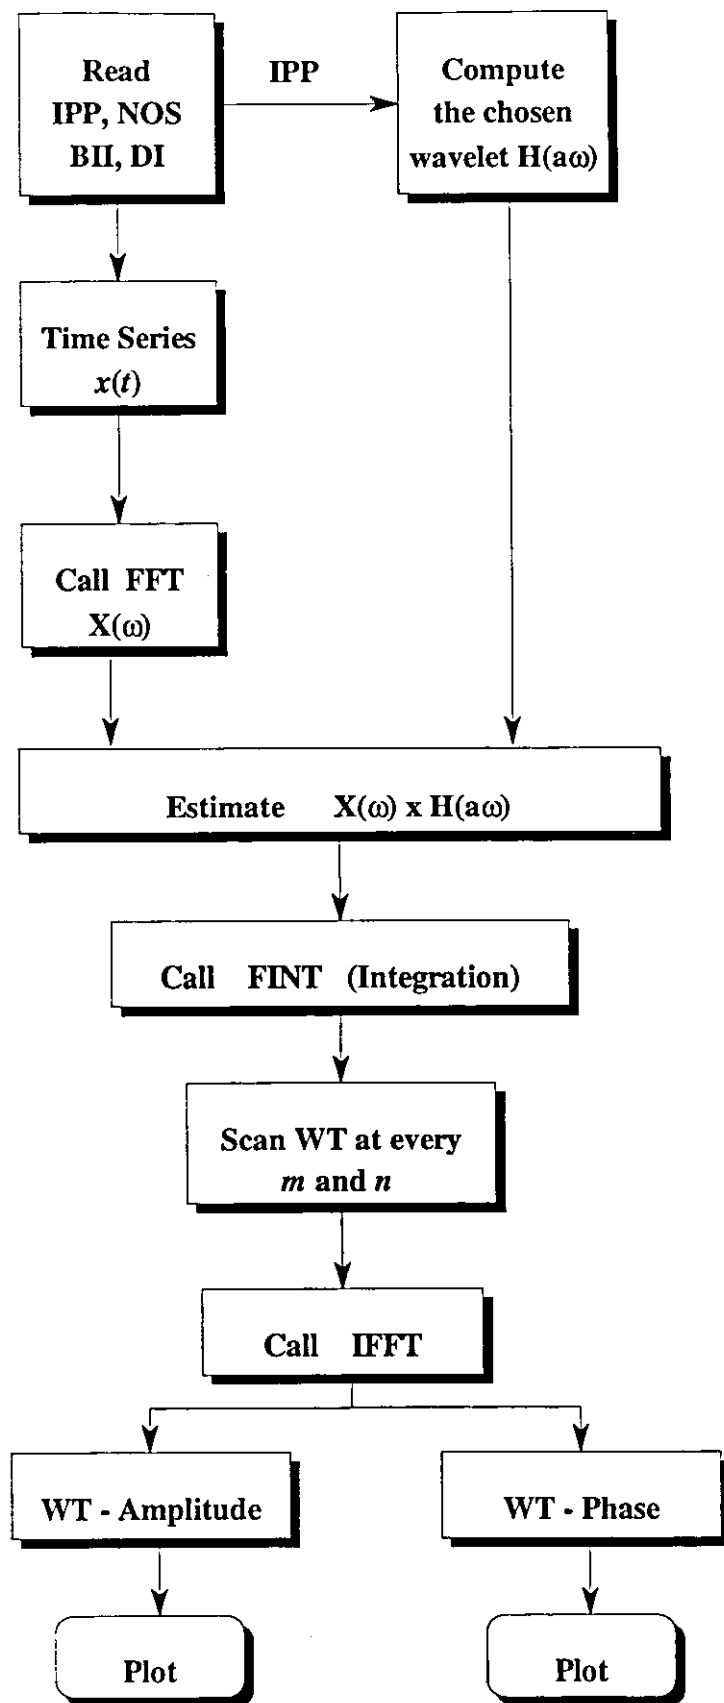 Read
IPP, NOS
BII, DI
IPP
Compute
the chosen
wavelet H(aω)
Time Series
x(t)
Call FFT
X(ω)
Estimate X(ω) x H(aω)
Call FINT (Integration)
Scan WT at every
m and n
Call IFFT
WT - Amplitude
WT - Phase
Plot
Plot